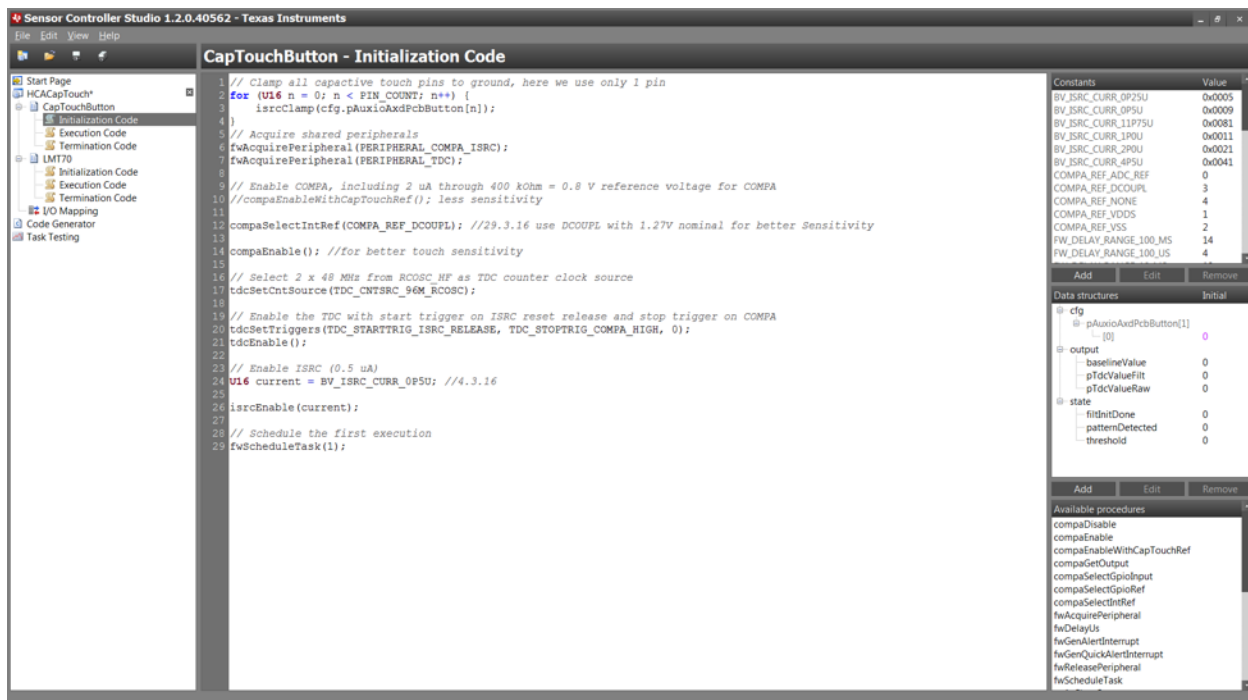 Sensor Controller Studio 1.2.0.40562 - Texas Instruments
File Edit View Help
CapTouchButton - Initialization Code
Start Page
HCACapTouch*
CapTouchButton
Initialization Code
Execution Code
Termination Code
LMT70
Initialization Code
Execution Code
Termination Code
I/O Mapping
Code Generator
Task Testing
1 // Clamp all capactive touch pins to ground, here we use only 1 pin
2 for (U16 n = 0; n < PIN_COUNT; n++) {
3 isrcClamp(cfg.pAuxioAxdPcbButton[n]);
4 }
5 // Acquire shared peripherals
6 fwAcquirePeripheral(PERIPHERAL_COMPA_ISRC);
7 fwAcquirePeripheral(PERIPHERAL_TDC);
8
9 // Enable COMPA, including 2 uA through 400 kOhm = 0.8 V reference voltage for COMPA
10 //compaEnableWithCapTouchRef(); less sensitivity
11
12 compaSelectIntRef(COMPA_REF_DCOUPL); //29.3.16 use DCOUPL with 1.27V nominal for better Sensitivity
13
14 compaEnable(); //for better touch sensitivity
15
16 // Select 2 x 48 MHz from RCOSC_HF as TDC counter clock source
17 tdcSetCntSource(TDC_CNTSRC_96M_RCOSC);
18
19 // Enable the TDC with start trigger on ISRC reset release and stop trigger on COMPA
20 tdcSetTriggers(TDC_STARTTRIG_ISRC_RELEASE, TDC_STOPTRIG_COMPA_HIGH, 0);
21 tdcEnable();
22
23 // Enable ISRC (0.5 uA)
24 U16 current = BV_ISRC_CURR_0P5U; //4.3.16
25
26 isrcEnable(current);
27
28 // Schedule the first execution
29 fwScheduleTask(1);
Constants Value
BV_ISRC_CURR_0P25U 0x0005
BV_ISRC_CURR_0P5U 0x0009
BV_ISRC_CURR_11P75U 0x0081
BV_ISRC_CURR_1P0U 0x0011
BV_ISRC_CURR_2P0U 0x0021
BV_ISRC_CURR_4P5U 0x0041
COMPA_REF_ADC_REF 0
COMPA_REF_DCOUPL 3
COMPA_REF_NONE 4
COMPA_REF_VDDS 1
COMPA_REF_VSS 2
FW_DELAY_RANGE_100_MS 14
FW_DELAY_RANGE_100_US 4
Add Edit Remove
Data structures Initial
cfg
pAuxioAxdPcbButton[1]
[0] 0
output
baselineValue 0
pTdcValueFilt 0
pTdcValueRaw 0
state
filtInitDone 0
patternDetected 0
threshold 0
Add Edit Remove
Available procedures
compaDisable
compaEnable
compaEnableWithCapTouchRef
compaGetOutput
compaSelectGpioInput
compaSelectGpioRef
compaSelectIntRef
fwAcquirePeripheral
fwDelayUs
fwGenAlertInterrupt
fwGenQuickAlertInterrupt
fwReleasePeripheral
fwScheduleTask